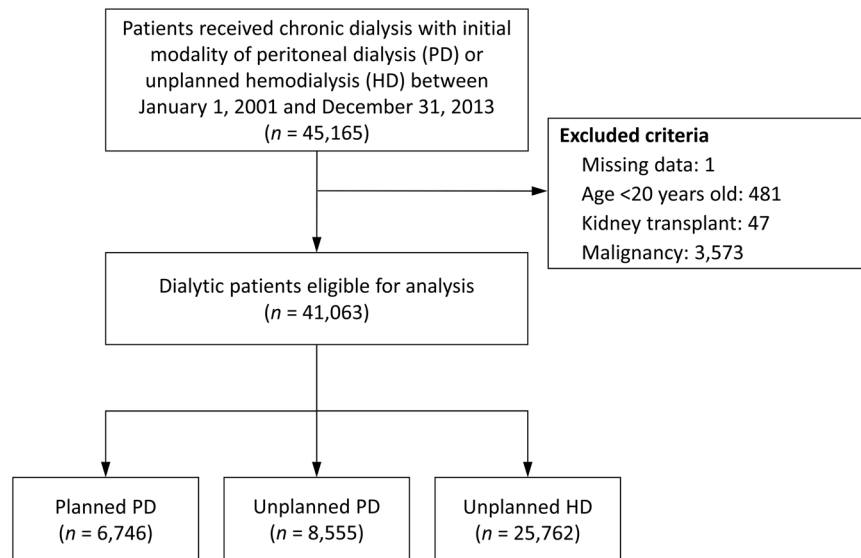 Patients received chronic dialysis with initial
modality of peritoneal dialysis (PD) or
unplanned hemodialysis (HD) between
January 1, 2001 and December 31, 2013
(n = 45,165)
Excluded criteria
Missing data: 1
Age <20 years old: 481
Kidney transplant: 47
Malignancy: 3,573
Dialytic patients eligible for analysis
(n = 41,063)
Planned PD
(n = 6,746)
Unplanned PD
(n = 8,555)
Unplanned HD
(n = 25,762)